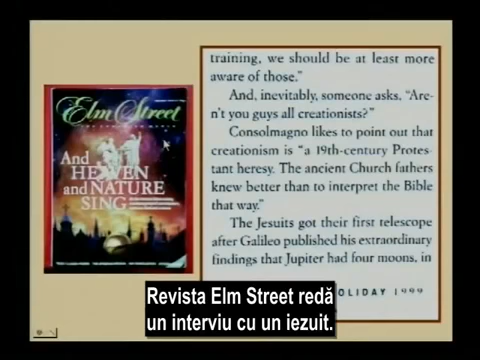 Elm Street
And
HEAVEN
and NATURE
SING
training, we should be at least more
aware of those."
And, inevitably, someone asks, "Are-
n't you guys all creationists?"
Consolmagno likes to point out that
creationism is "a 19th-century Protes-
tant heresy. The ancient Church fathers
knew better than to interpret the Bible
that way."
The Jesuits got their first telescope
after Galileo published his extraordinary
findings that Jupiter had four moons, in
OLIDAY 1999
Revista Elm Street redă
un interviu cu un iezuit.